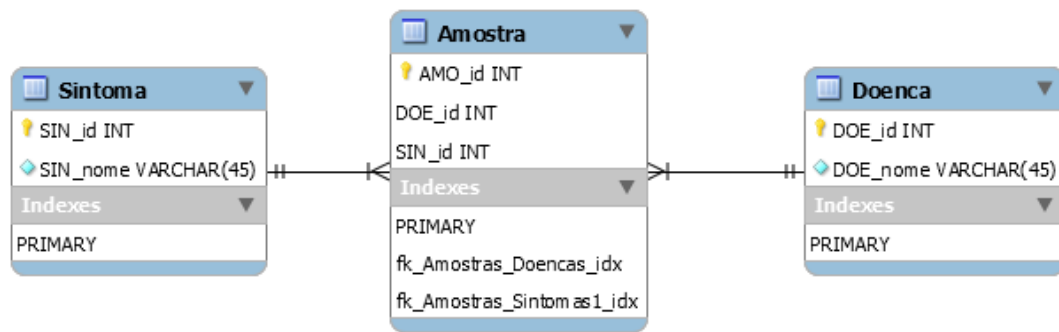 Sintoma
SIN_id INT
SIN_nome VARCHAR(45)
Indexes
PRIMARY
Amostra
AMO_id INT
DOE_id INT
SIN_id INT
Indexes
PRIMARY
fk_Amostras_Doencas_idx
fk_Amostras_Sintomas1_idx
Doenca
DOE_id INT
DOE_nome VARCHAR(45)
Indexes
PRIMARY